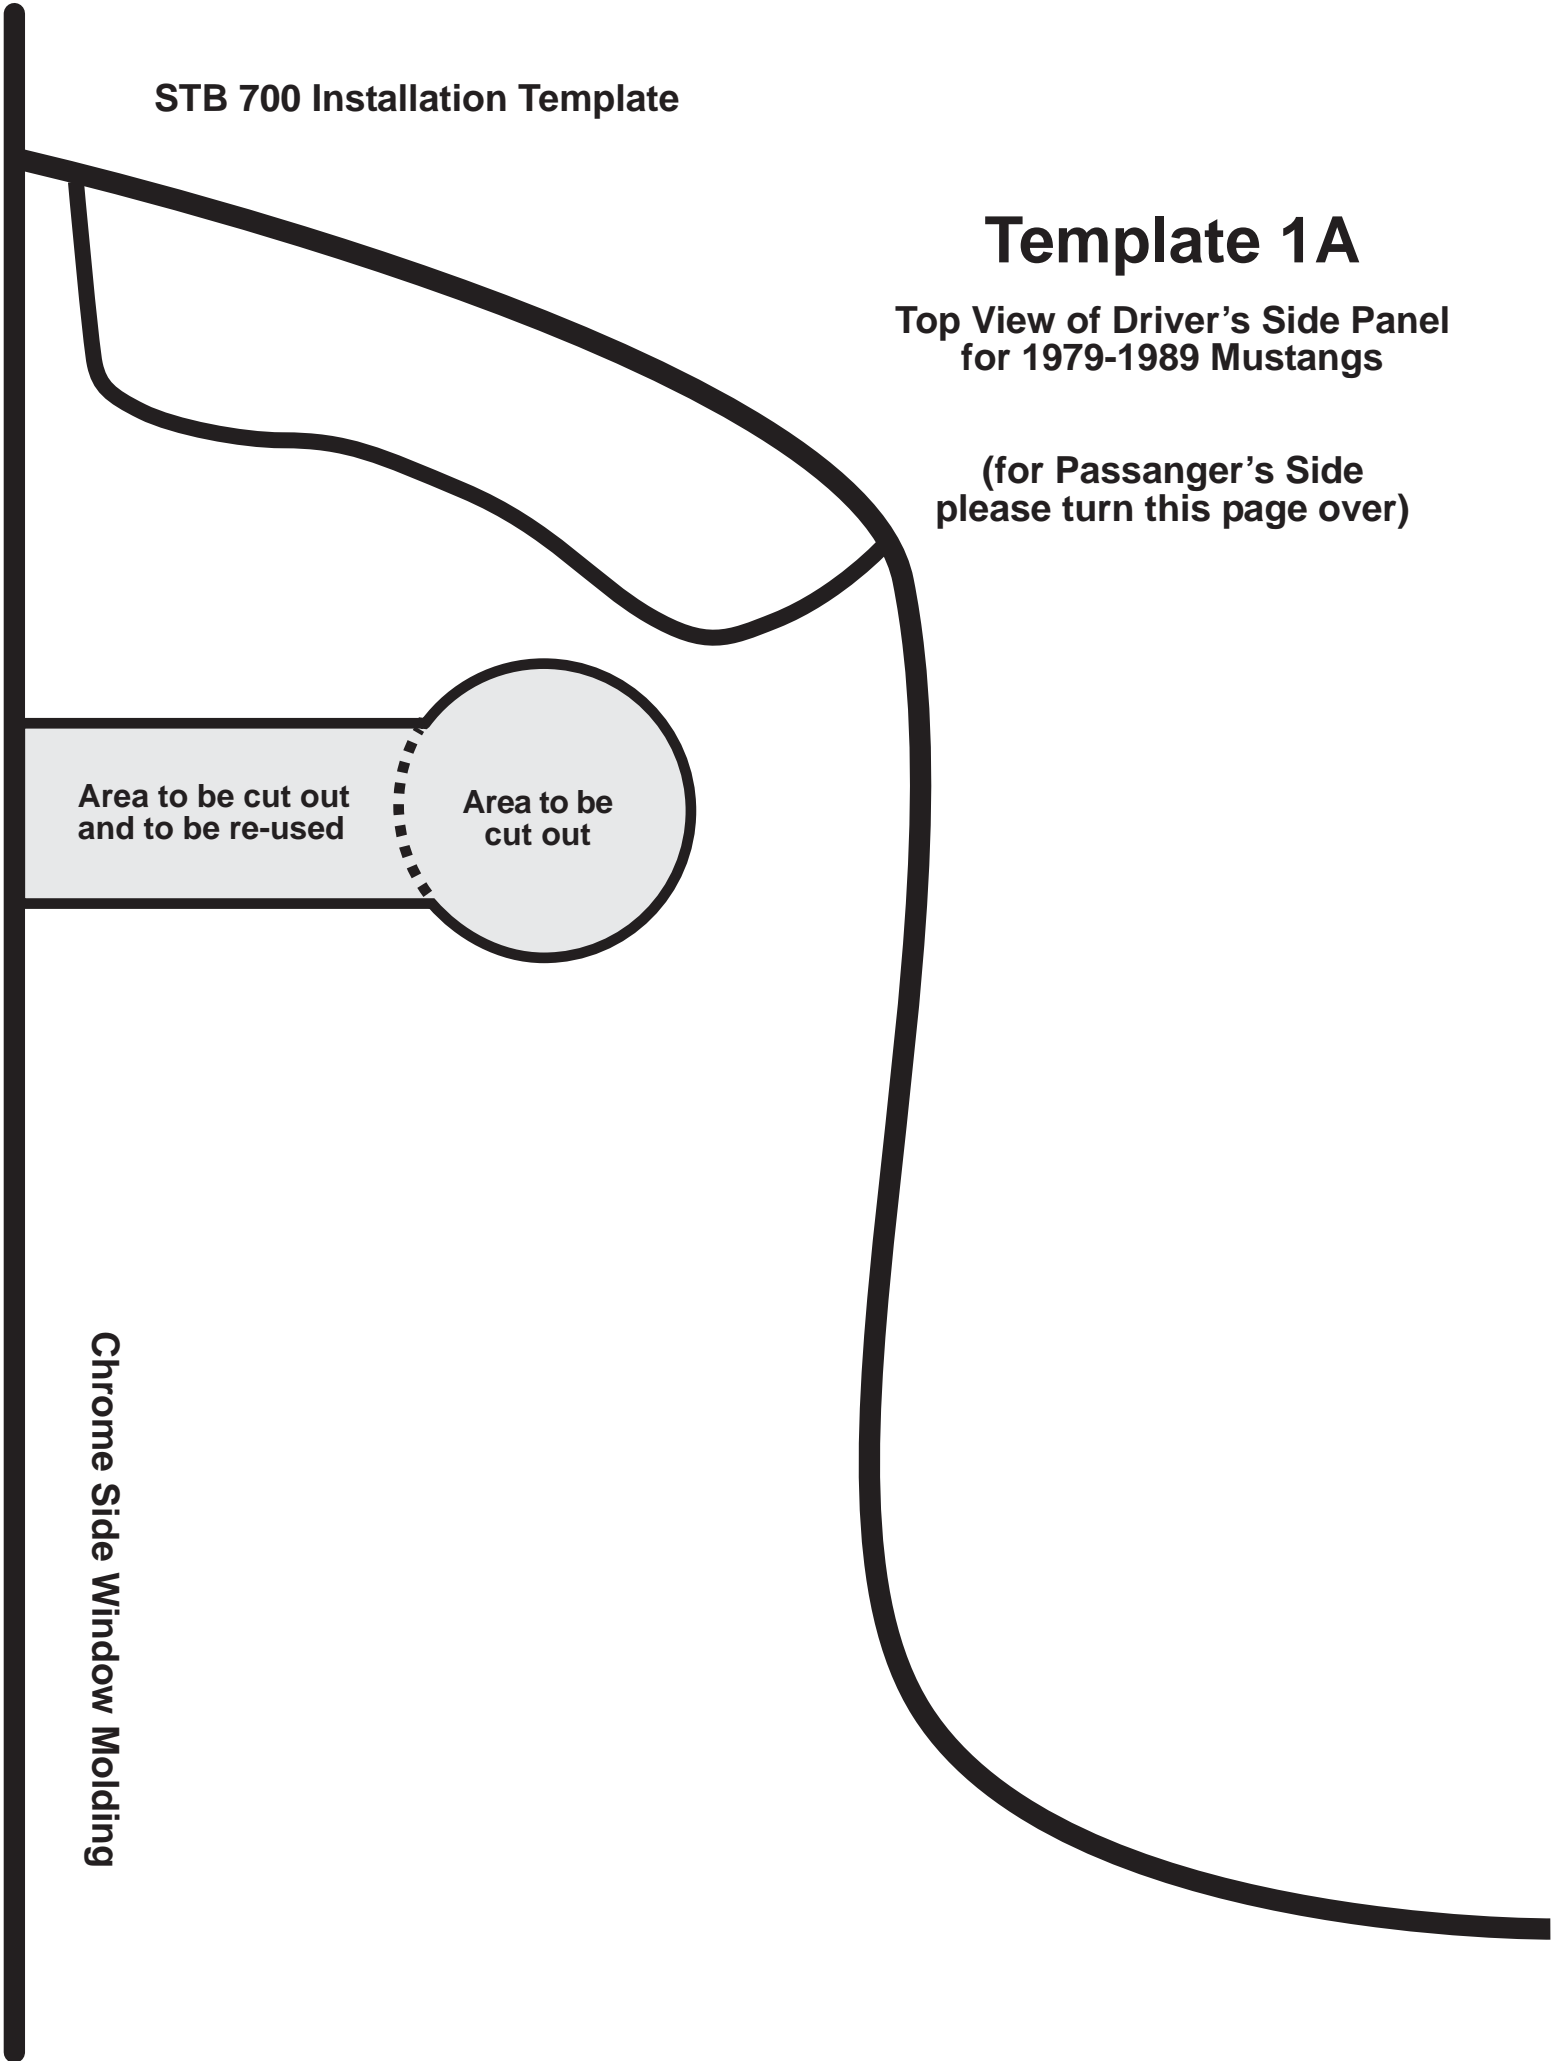 STB 700 Installation Template
Template 1A
Top View of Driver’s Side Panel
for 1979-1989 Mustangs
(for Passanger’s Side
please turn this page over)
Area to be cut out
and to be re-used
Area to be
cut out
Chrome Side Window Molding